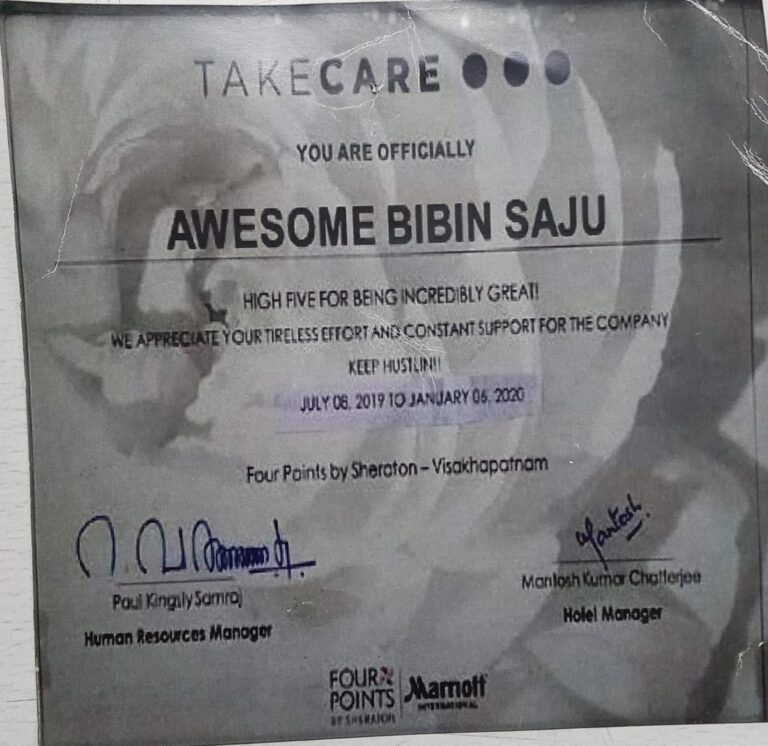 TAKECARE
YOU ARE OFFICIALLY
AWESOME BIBIN SAJU
HIGH FIVE FOR BEING INCREDIBLY GREAT!
WE APPRECIATE YOUR TIRELESS EFFORT AND CONSTANT SUPPORT FOR THE COMPANY
KEEP HUSTLIN!!
JULY 08, 2019 TO JANUARY 06, 2020
Four Points by Sheraton – Visakhapatnam
Mantosh.
Paul Kingsly Samraj
Mantosh Kumar Chatterjee
Human Resources Manager
Hotel Manager
FOUR POINTS
BY SHERATON
Marriott
INTERNATIONAL